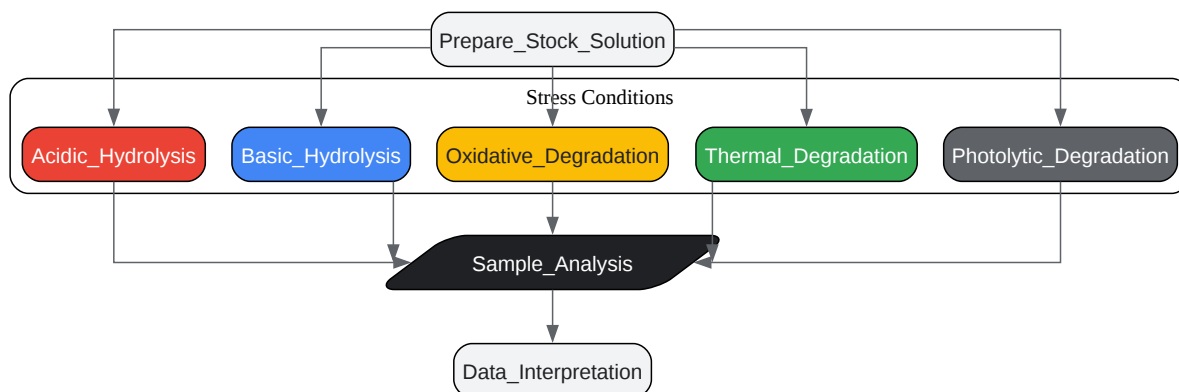 Prepare_Stock_Solution
Stress Conditions
Acidic_Hydrolysis
Basic_Hydrolysis
Oxidative_Degradation
Thermal_Degradation
Photolytic_Degradation
Sample_Analysis
Data_Interpretation